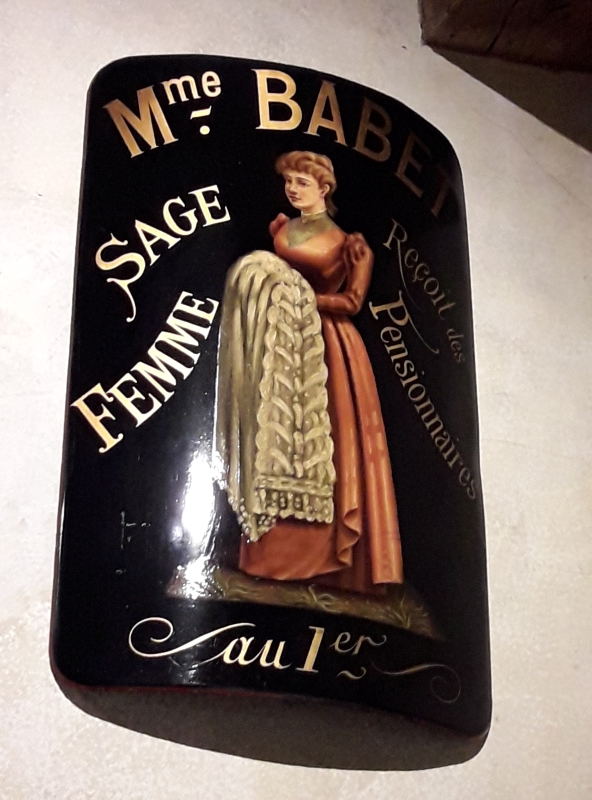 Mme BABET
SAGE
FEMME
Reçoit des
Pensionnaires
au 1er